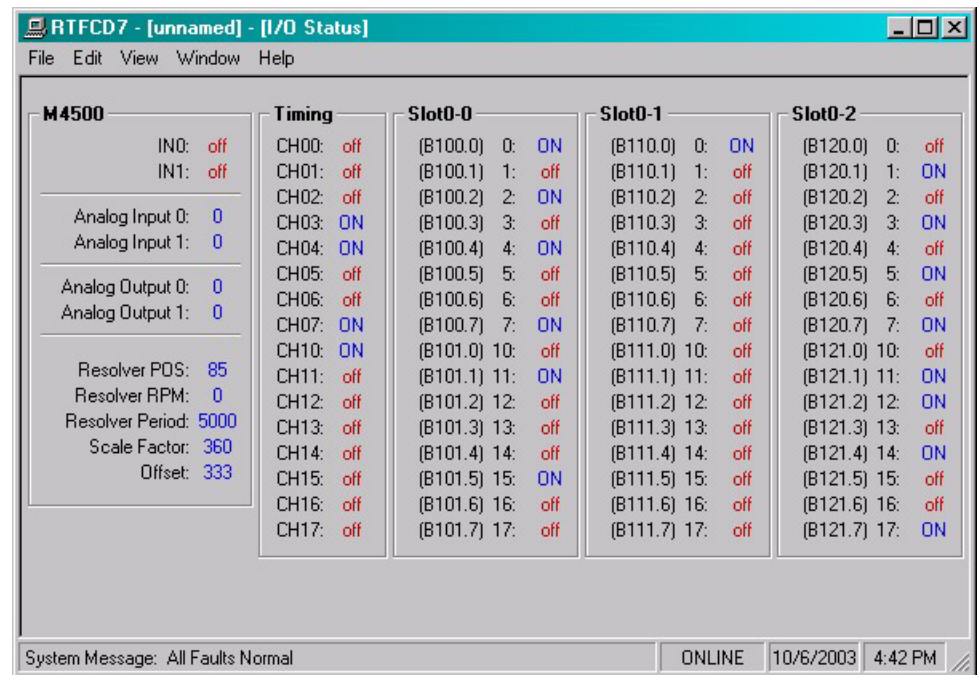 RTFCD7 - [unnamed] - [I/O Status]
File Edit View Window Help
M4500
IN0: off
IN1: off
Analog Input 0: 0
Analog Input 1: 0
Analog Output 0: 0
Analog Output 1: 0
Resolver POS: 85
Resolver RPM: 0
Resolver Period: 5000
Scale Factor: 360
Offset: 333
Timing
CH00: off
CH01: off
CH02: off
CH03: ON
CH04: ON
CH05: off
CH06: off
CH07: ON
CH10: ON
CH11: off
CH12: off
CH13: off
CH14: off
CH15: off
CH16: off
CH17: off
Slot0-0
(B100.0) 0: ON
(B100.1) 1: off
(B100.2) 2: ON
(B100.3) 3: off
(B100.4) 4: ON
(B100.5) 5: off
(B100.6) 6: off
(B100.7) 7: ON
(B101.0) 10: off
(B101.1) 11: ON
(B101.2) 12: off
(B101.3) 13: off
(B101.4) 14: off
(B101.5) 15: ON
(B101.6) 16: off
(B101.7) 17: off
Slot0-1
(B110.0) 0: ON
(B110.1) 1: off
(B110.2) 2: off
(B110.3) 3: off
(B110.4) 4: off
(B110.5) 5: off
(B110.6) 6: off
(B110.7) 7: off
(B111.0) 10: off
(B111.1) 11: off
(B111.2) 12: off
(B111.3) 13: off
(B111.4) 14: off
(B111.5) 15: off
(B111.6) 16: off
(B111.7) 17: off
Slot0-2
(B120.0) 0: off
(B120.1) 1: ON
(B120.2) 2: off
(B120.3) 3: ON
(B120.4) 4: off
(B120.5) 5: ON
(B120.6) 6: off
(B120.7) 7: ON
(B121.0) 10: off
(B121.1) 11: ON
(B121.2) 12: ON
(B121.3) 13: off
(B121.4) 14: ON
(B121.5) 15: off
(B121.6) 16: off
(B121.7) 17: ON
System Message: All Faults Normal
ONLINE
10/6/2003
4:42 PM